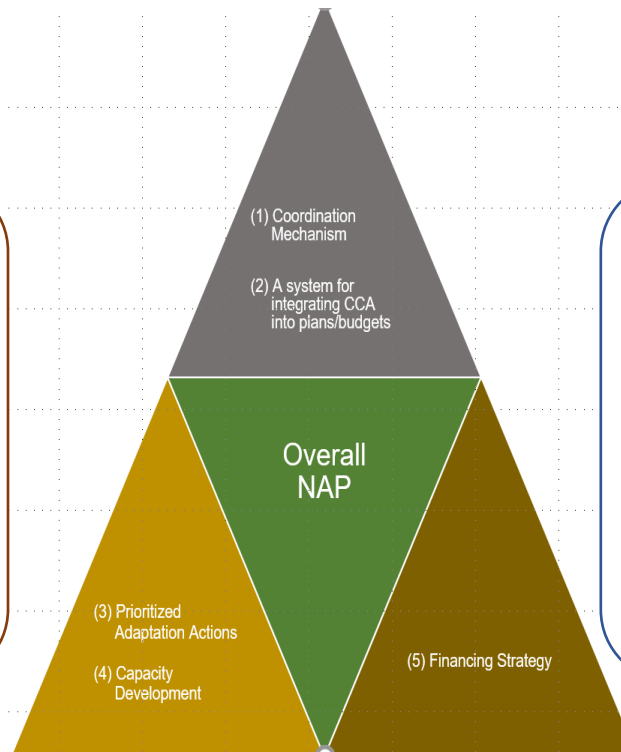 (1) Coordination
Mechanism
(2) A system for
integrating CCA
into plans/budgets
Overall
NAP
(3) Prioritized
Adaptation Actions
(4) Capacity
Development
(5) Financing Strategy